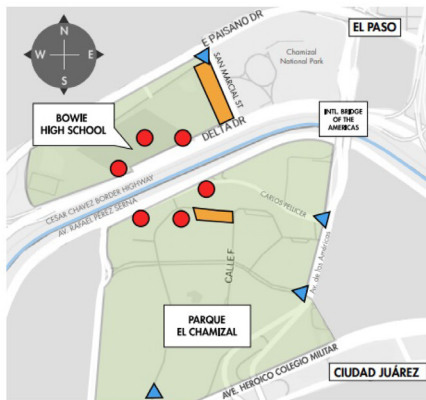 N
W E
S
E PAISANO DR
EL PASO
SAN MARCIAL ST
Chamizal
National Park
BOWIE
HIGH SCHOOL
DELTA DR
INTL. BRIDGE
OF THE
AMERICAS
CESAR CHAVEZ BORDER HIGHWAY
AV. RAFAEL PEREZ SERNA
CARLOS PELLICER
Av. de las Américas
CALLE F
PARQUE
EL CHAMIZAL
AVE. HEROICO COLEGIO MILITAR
CIUDAD JUÁREZ